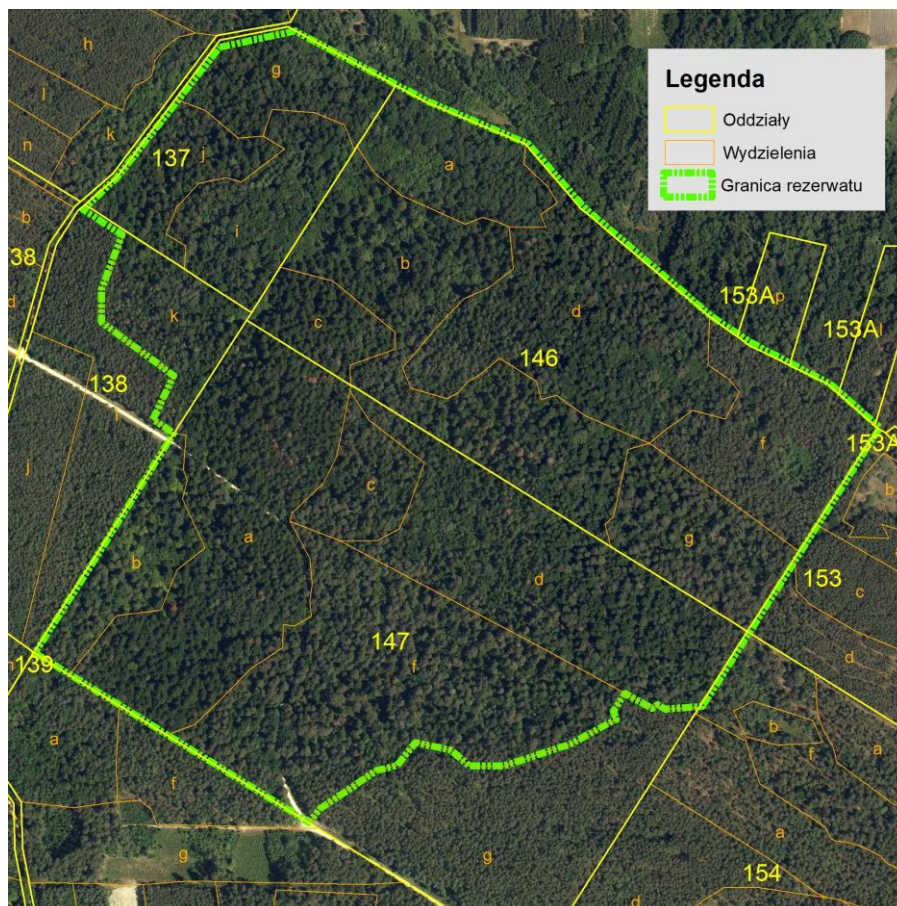 Legenda
Oddziały
Wydzielenia
Granica rezerwatu
h
g
j
k
n
137
j
a
b
i
38
b
d
153A p
153A l
k
c
d
146
138
f
153A
j
c
b
a
g
b
d
153
c
147
d
139
f
a
b
f
a
f
g
g
a
154
d